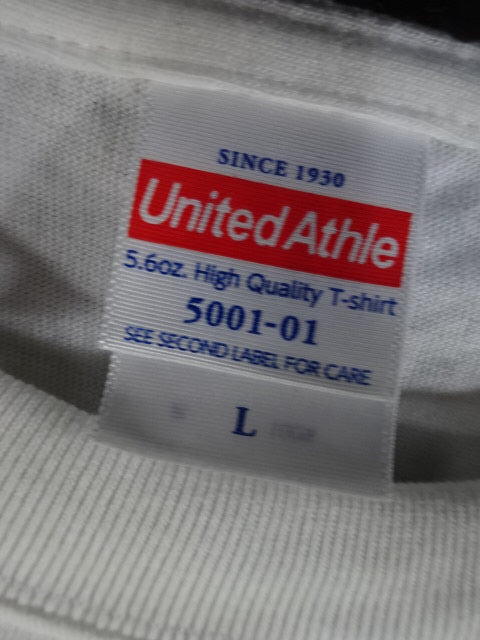 SINCE 1930
United Athle
5.6oz. High Quality T-shirt
5001-01
SEE SECOND LABEL FOR CARE
L